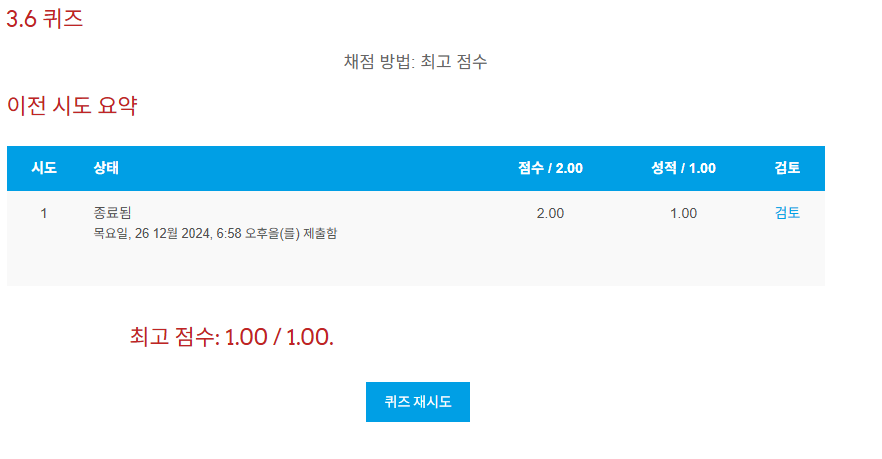 3.6 퀴즈
채점 방법: 최고 점수
이전 시도 요약
시도 상태 점수 / 2.00 성적 / 1.00 검토
1 종료됨 2.00 1.00 검토
목요일, 26 12월 2024, 6:58 오후을(를) 제출함
최고 점수: 1.00 / 1.00.
퀴즈 재시도